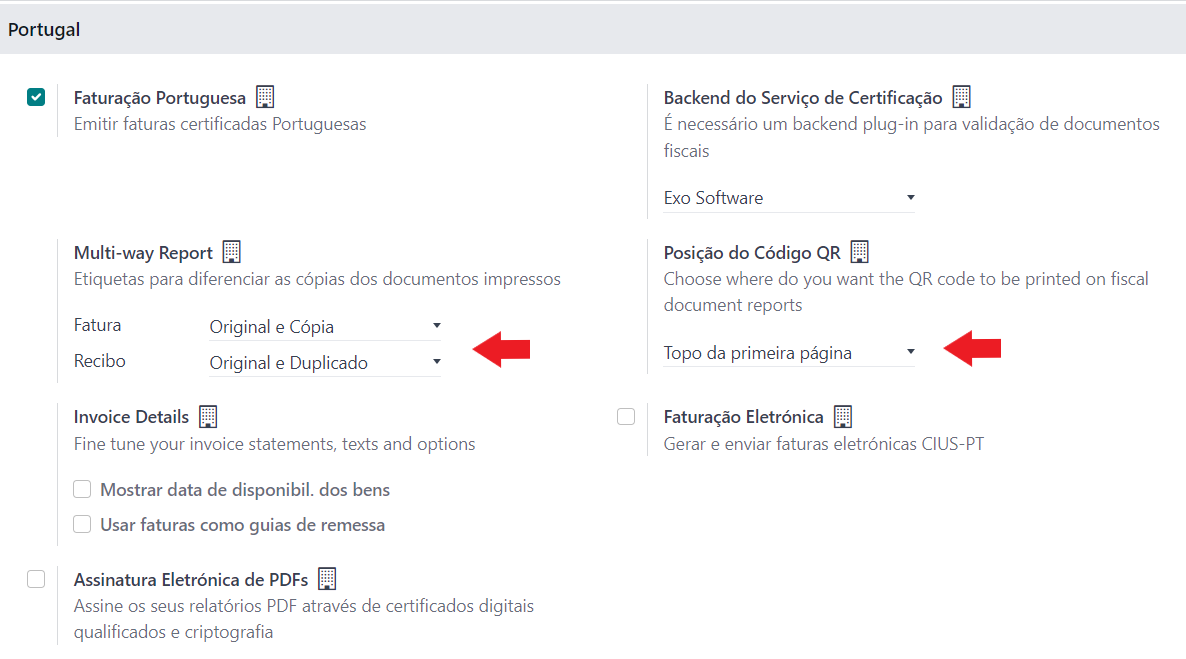 Portugal
Faturação Portuguesa
Emitir faturas certificadas Portuguesas
Backend do Serviço de Certificação
É necessário um backend plug-in para validação de documentos
fiscais
Exo Software
Multi-way Report
Etiquetas para diferenciar as cópias dos documentos impressos
Fatura
Original e Cópia
Recibo
Original e Duplicado
Posição do Código QR
Choose where do you want the QR code to be printed on fiscal
document reports
Topo da primeira página
Invoice Details
Fine tune your invoice statements, texts and options
Mostrar data de disponibil. dos bens
Usar faturas como guias de remessa
Faturação Eletrónica
Gerar e enviar faturas eletrónicas CIUS-PT
Assinatura Eletrónica de PDFs
Assine os seus relatórios PDF através de certificados digitais
qualificados e criptografia